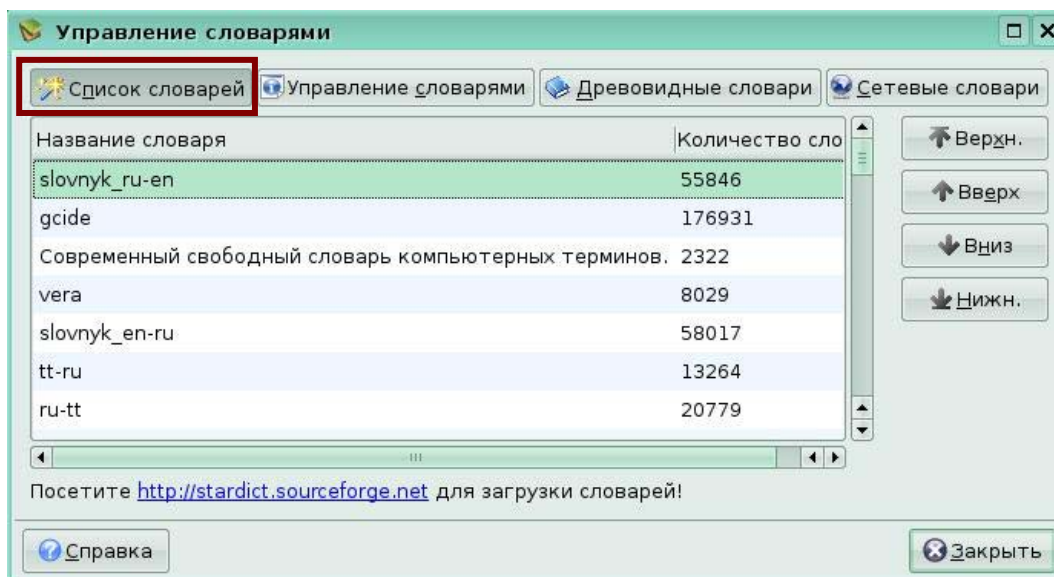 Управление словарями
Список словарей Управление словарями Древовидные словари Сетевые словари
Название словаря Количество сло
slovnyk_ru-en 55846
gcide 176931
Современный свободный словарь компьютерных терминов. 2322
vera 8029
slovnyk_en-ru 58017
tt-ru 13264
ru-tt 20779
Верхн.
Вверх
Вниз
Нижн.
Посетите http://stardict.sourceforge.net для загрузки словарей!
Справка Закрыть